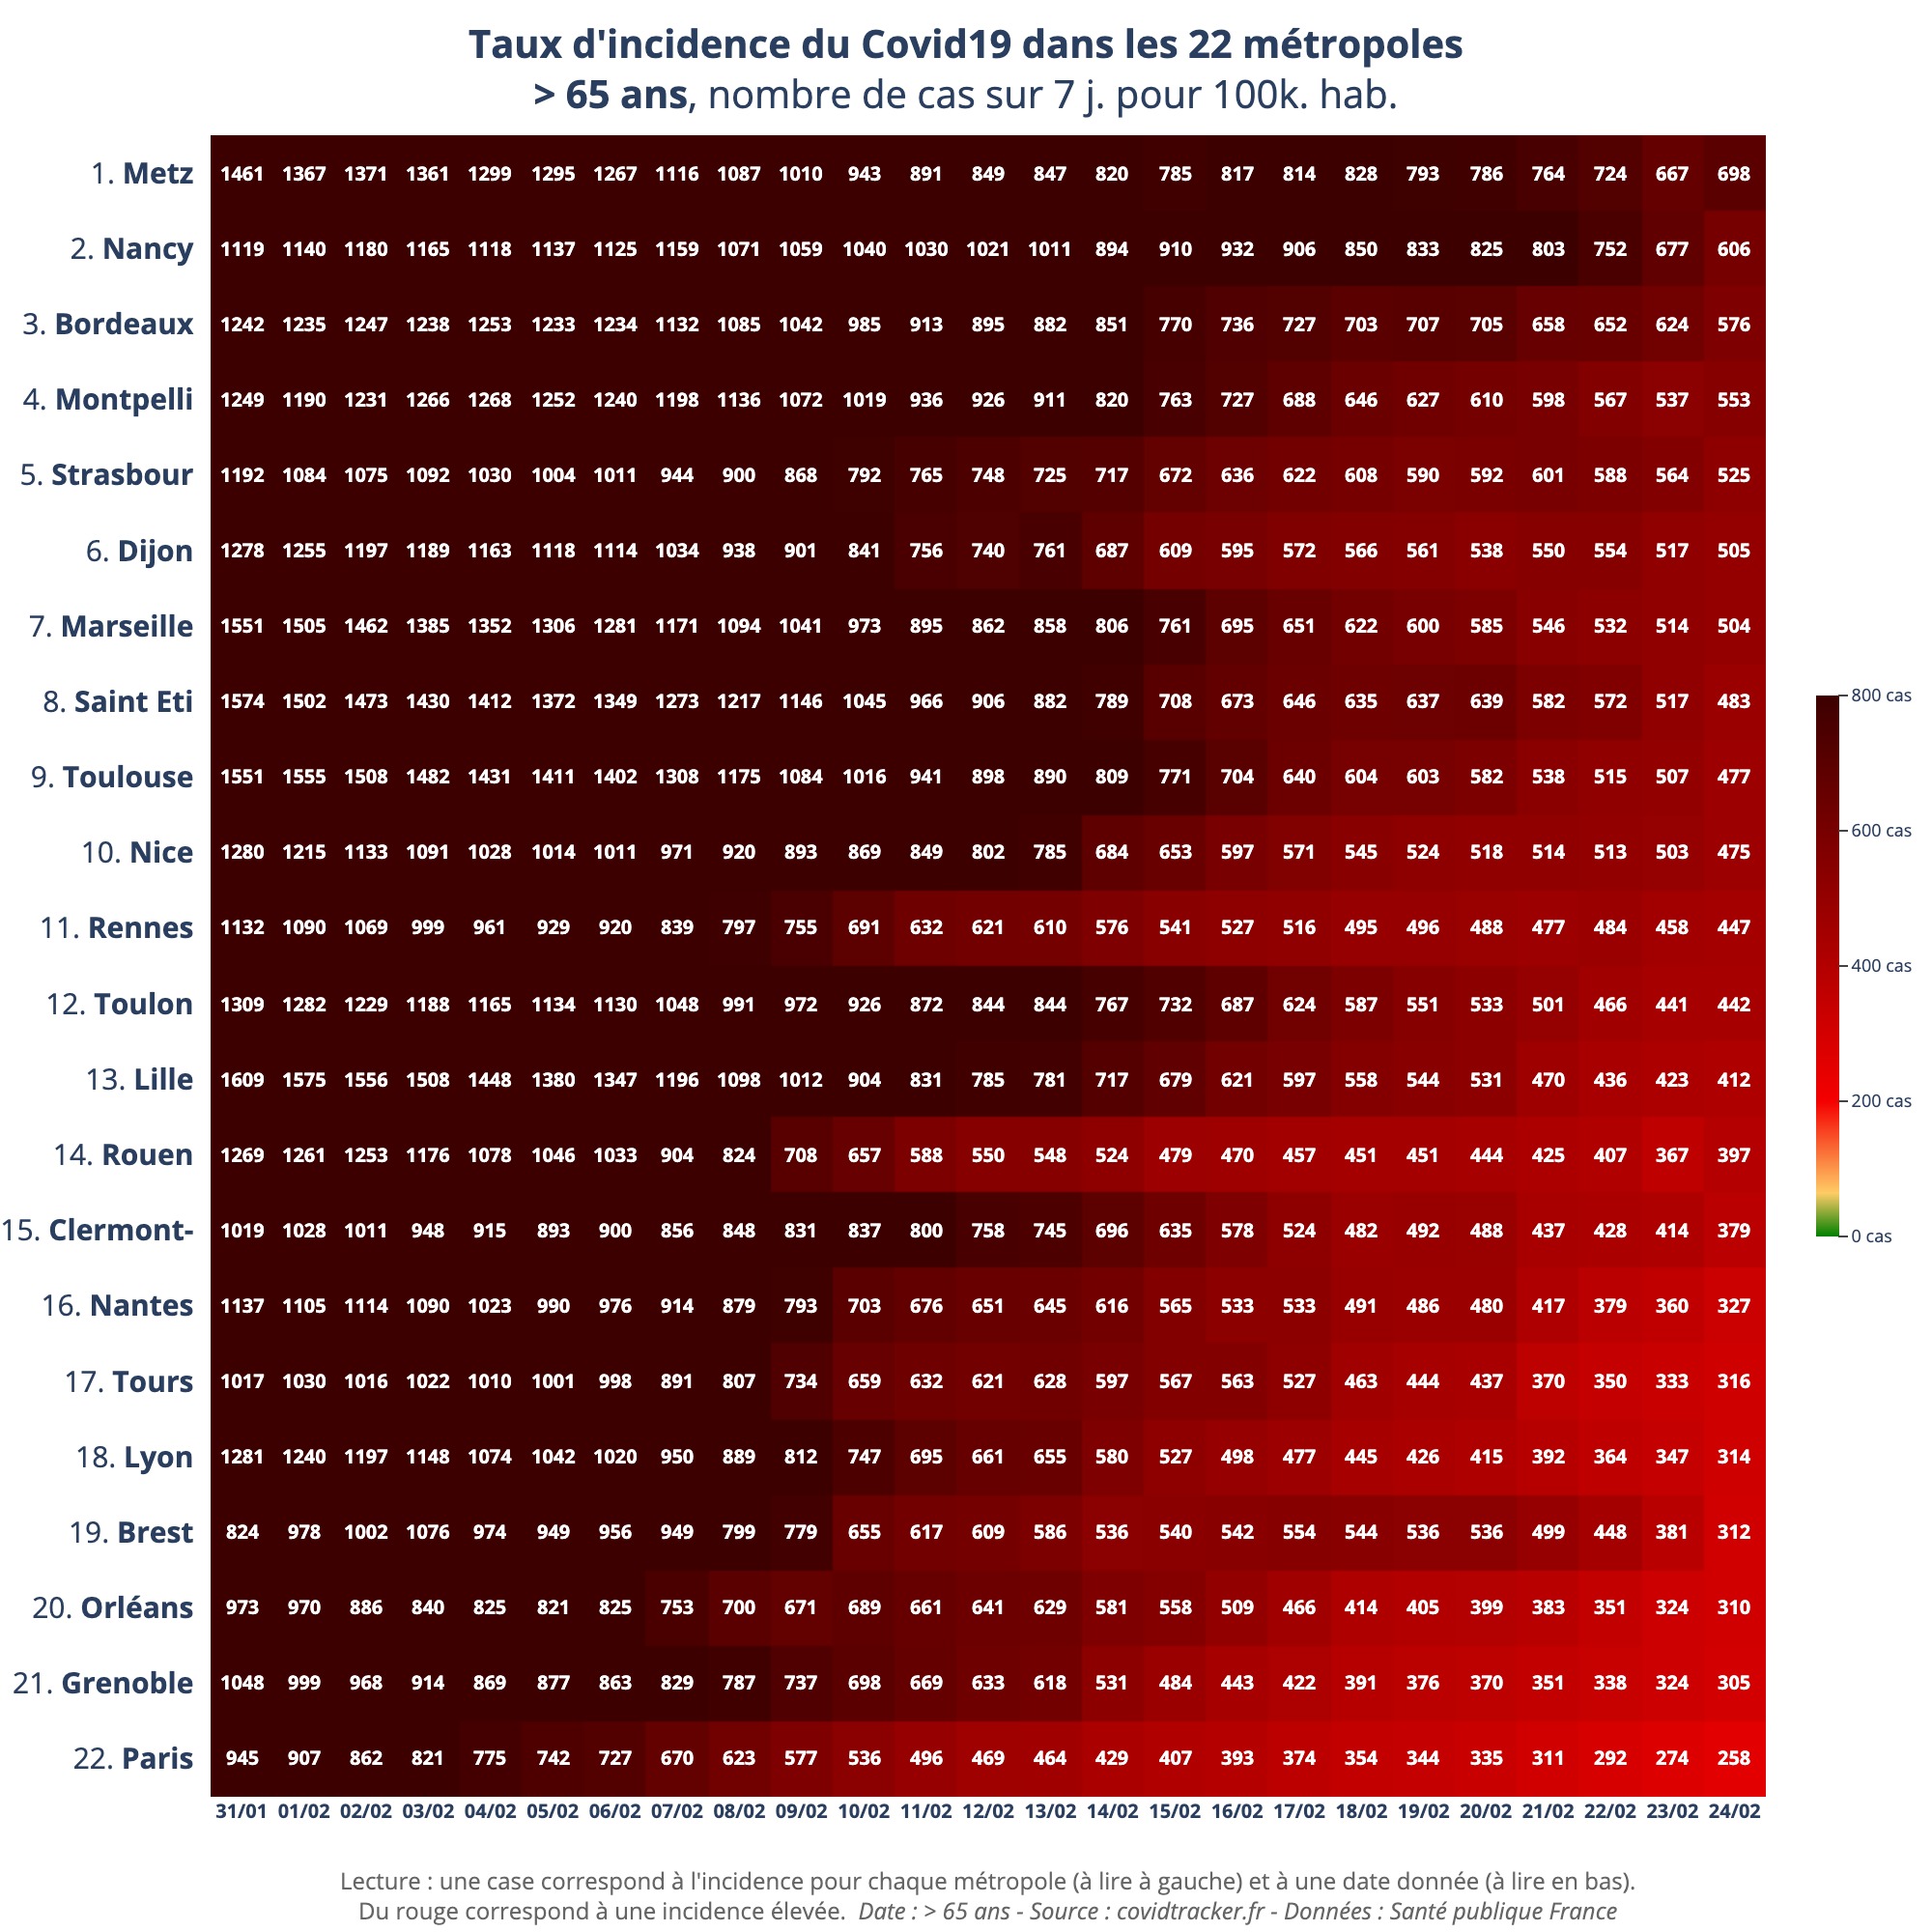 Taux d'incidence du Covid19 dans les 22 métropoles
> 65 ans, nombre de cas sur 7 j. pour 100k. hab.
1. Metz 1461 1367 1371 1361 1299 1295 1267 1116 1087 1010 943 891 849 847 820 785 817 814 828 793 786 764 724 667 698
2. Nancy 1119 1140 1180 1165 1118 1137 1125 1159 1071 1059 1040 1030 1021 1011 894 910 932 906 850 833 825 803 752 677 606
3. Bordeaux 1242 1235 1247 1238 1253 1233 1234 1132 1085 1042 985 913 895 882 851 770 736 727 703 707 705 658 652 624 576
4. Montpelli 1249 1190 1231 1266 1268 1252 1240 1198 1136 1072 1019 936 926 911 820 763 727 688 646 627 610 598 567 537 553
5. Strasbour 1192 1084 1075 1092 1030 1004 1011 944 900 868 792 765 748 725 717 672 636 622 608 590 592 601 588 564 525
6. Dijon 1278 1255 1197 1189 1163 1118 1114 1034 938 901 841 756 740 761 687 609 595 572 566 561 538 550 554 517 505
7. Marseille 1551 1505 1462 1385 1352 1306 1281 1171 1094 1041 973 895 862 858 806 761 695 651 622 600 585 546 532 514 504
8. Saint Eti 1574 1502 1473 1430 1412 1372 1349 1273 1217 1146 1045 966 906 882 789 708 673 646 635 637 639 582 572 517 483
800 cas
9. Toulouse 1551 1555 1508 1482 1431 1411 1402 1308 1175 1084 1016 941 898 890 809 771 704 640 604 603 582 538 515 507 477
600 cas
10. Nice 1280 1215 1133 1091 1028 1014 1011 971 920 893 869 849 802 785 684 653 597 571 545 524 518 514 513 503 475
11. Rennes 1132 1090 1069 999 961 929 920 839 797 755 691 632 621 610 576 541 527 516 495 496 488 477 484 458 447
400 cas
12. Toulon 1309 1282 1229 1188 1165 1134 1130 1048 991 972 926 872 844 844 767 732 687 624 587 551 533 501 466 441 442
13. Lille 1609 1575 1556 1508 1448 1380 1347 1196 1098 1012 904 831 785 781 717 679 621 597 558 544 531 470 436 423 412
200 cas
14. Rouen 1269 1261 1253 1176 1078 1046 1033 904 824 708 657 588 550 548 524 479 470 457 451 451 444 425 407 367 397
15. Clermont- 1019 1028 1011 948 915 893 900 856 848 831 837 800 758 745 696 635 578 524 482 492 488 437 428 414 379
0 cas
16. Nantes 1137 1105 1114 1090 1023 990 976 914 879 793 703 676 651 645 616 565 533 533 491 486 480 417 379 360 327
17. Tours 1017 1030 1016 1022 1010 1001 998 891 807 734 659 632 621 628 597 567 563 527 463 444 437 370 350 333 316
18. Lyon 1281 1240 1197 1148 1074 1042 1020 950 889 812 747 695 661 655 580 527 498 477 445 426 415 392 364 347 314
19. Brest 824 978 1002 1076 974 949 956 949 799 779 655 617 609 586 536 540 542 554 544 536 536 499 448 381 312
20. Orléans 973 970 886 840 825 821 825 753 700 671 689 661 641 629 581 558 509 466 414 405 399 383 351 324 310
21. Grenoble 1048 999 968 914 869 877 863 829 787 737 698 669 633 618 531 484 443 422 391 376 370 351 338 324 305
22. Paris 945 907 862 821 775 742 727 670 623 577 536 496 469 464 429 407 393 374 354 344 335 311 292 274 258
31/01 01/02 02/02 03/02 04/02 05/02 06/02 07/02 08/02 09/02 10/02 11/02 12/02 13/02 14/02 15/02 16/02 17/02 18/02 19/02 20/02 21/02 22/02 23/02 24/02
Lecture : une case correspond à l'incidence pour chaque métropole (à lire à gauche) et à une date donnée (à lire en bas).
Du rouge correspond à une incidence élevée. Date : > 65 ans - Source : covidtracker.fr - Données : Santé publique France